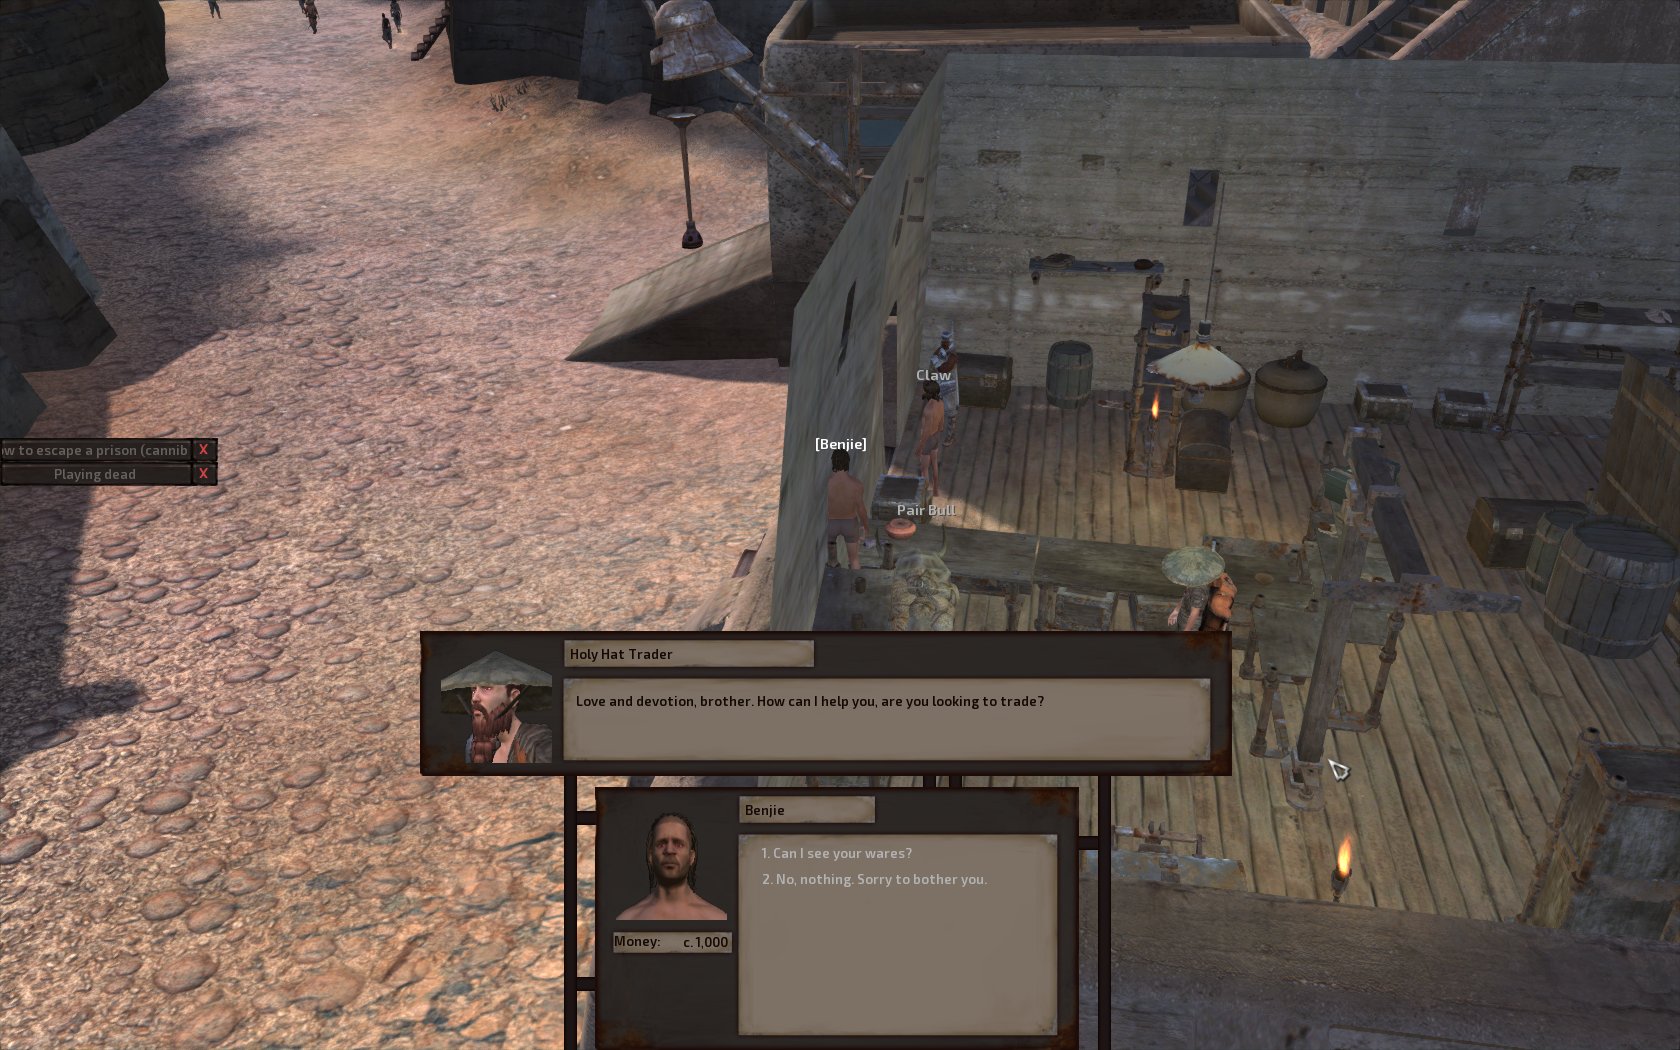 Claw
[Benjie]
ow to escape a prison (cannib X
Playing dead X
Pair Bull
Holy Hat Trader
Love and devotion, brother. How can I help you, are you looking to trade?
Benjie
1. Can I see your wares?
2. No, nothing. Sorry to bother you.
Money: c.1,000